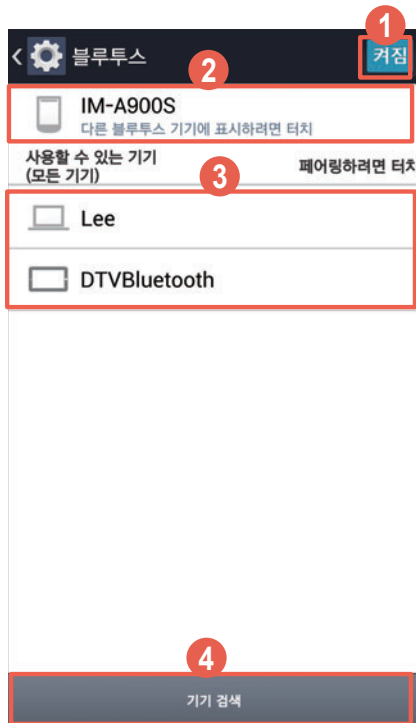 1
블루투스
켜짐
2
IM-A900S
다른 블루투스 기기에 표시하려면 터치
사용할 수 있는 기기
(모든 기기)
페어링하려면 터치
3
Lee
DTVBluetooth
4
기기 검색